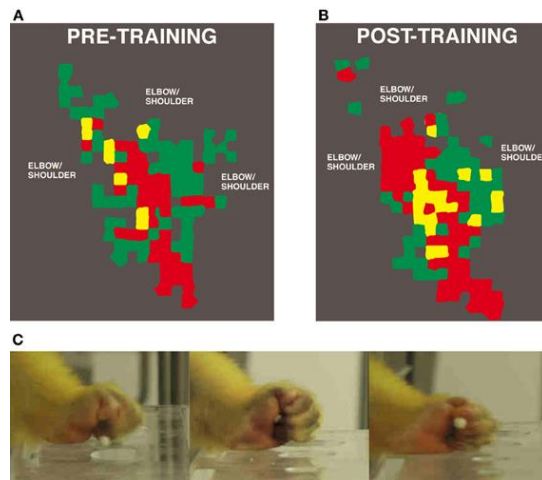 A
PRE-TRAINING
ELBOW/
SHOULDER
ELBOW/
SHOULDER
ELBOW/
SHOULDER
B
POST-TRAINING
ELBOW/
SHOULDER
ELBOW/
SHOULDER
ELBOW/
SHOULDE
C